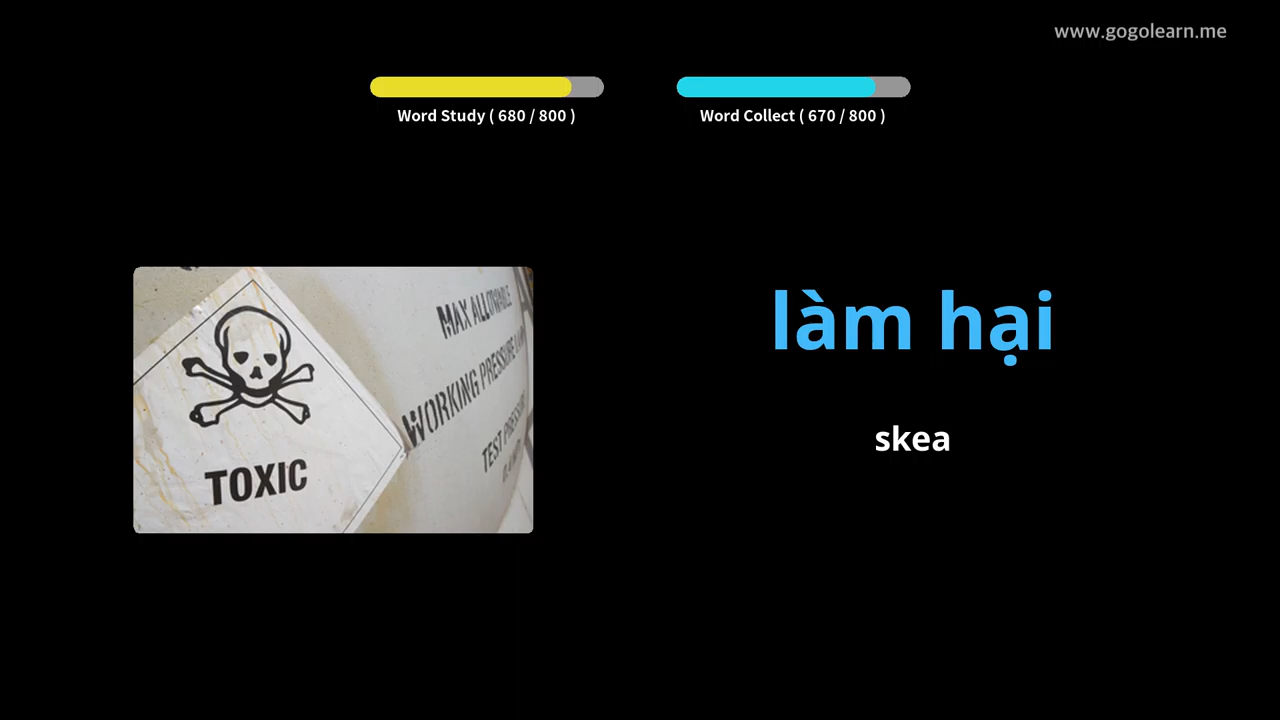 www.gogolearn.me
Word Study ( 680 / 800 )
Word Collect ( 670 / 800 )
làm hại
skea
MAX ALLOWABLE
WORKING PRESSURE
TEST PRESSURE
TOXIC